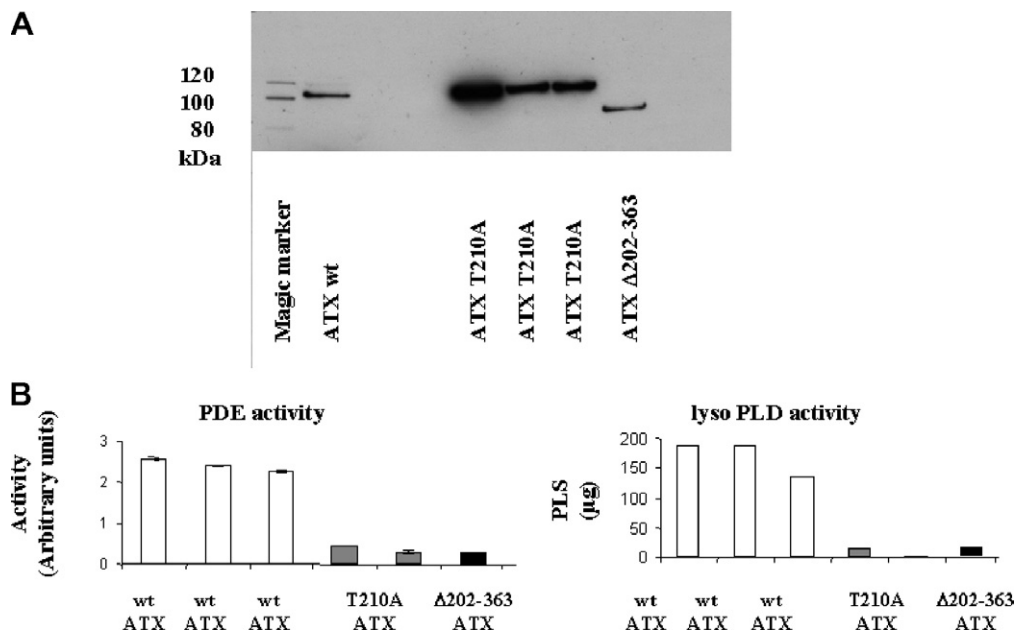 A
120
100
80
kDa
Magic marker
ATX wt
ATX T210A
ATX T210A
ATX T210A
ATX Δ202-363
B
PDE activity
Activity
(Arbitrary units)
3
2
1
0
wt
ATX
wt
ATX
wt
ATX
T210A
ATX
Δ202-363
ATX
lyso PLD activity
PLS
(µg)
200
150
100
50
0
wt
ATX
wt
ATX
wt
ATX
T210A
ATX
Δ202-363
ATX